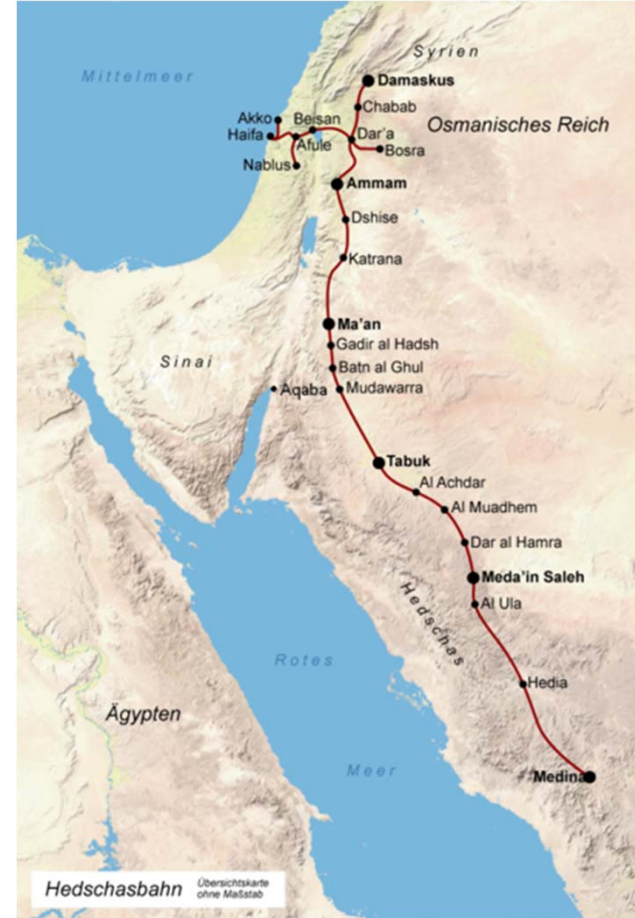 Syrien
Mittelmeer
Damaskus
Chabab
Akko
Beisan
Osmanisches Reich
Haifa
Dar'a
Afule
Bosra
Nablus
Ammam
Dshise
Katrana
Ma'an
Gadir al Hadsh
Sinai
Batn al Ghul
Aqaba
Mudawarra
Tabuk
Al Achdar
Al Muadhem
Dar al Hamra
Meda'in Saleh
Al Ula
Hedschas
Rotes
Hedia
Ägypten
Meer
Medina
Hedschasbahn
Übersichtskarte
ohne Maßstab